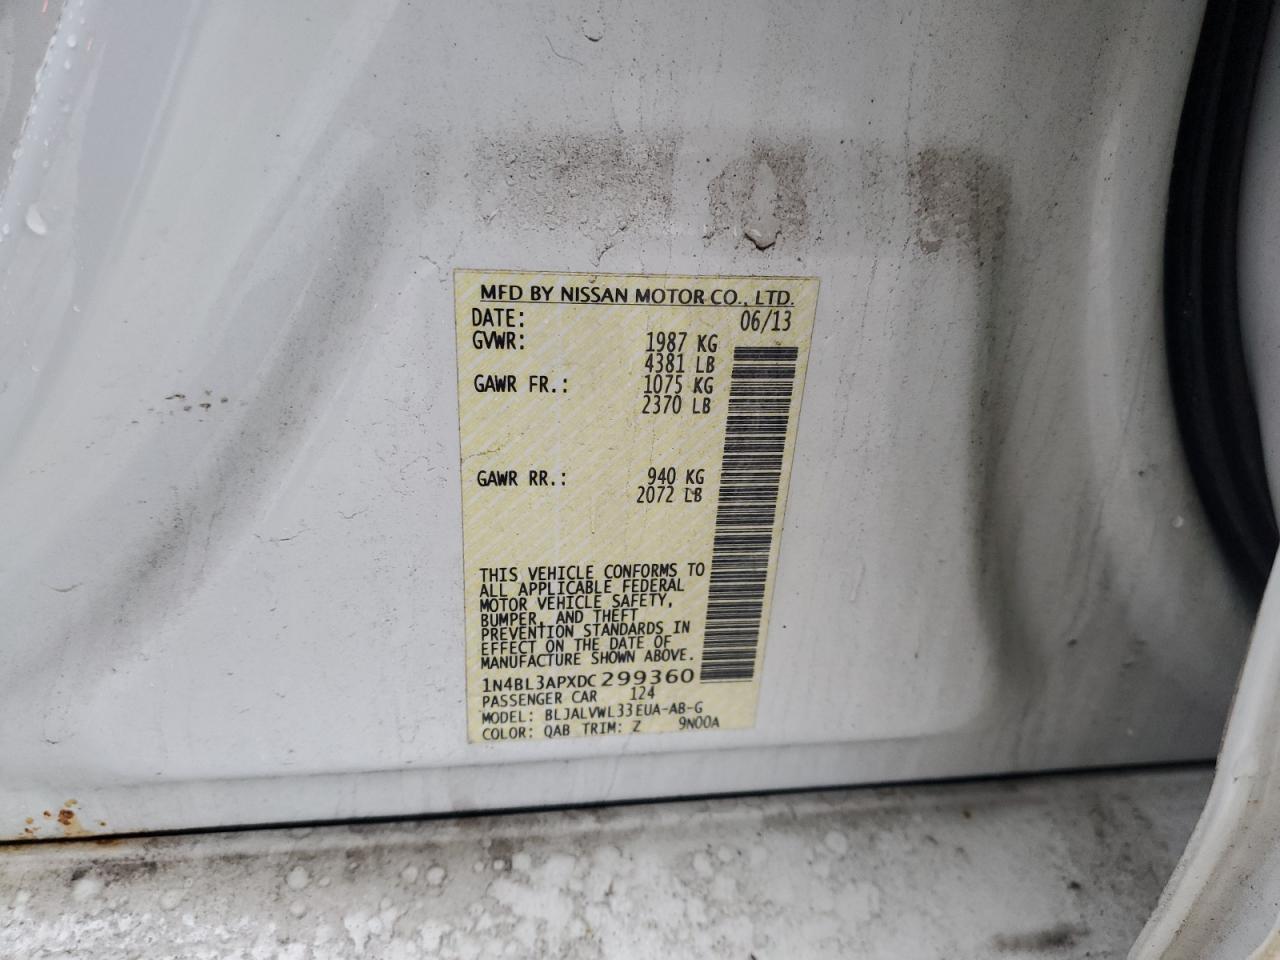 MFD BY NISSAN MOTOR CO., LTD.
DATE: 06/13
GVWR: 1987 KG
4381 LB
GAWR FR.: 1075 KG
2370 LB
GAWR RR.: 940 KG
2072 LB
THIS VEHICLE CONFORMS TO
ALL APPLICABLE FEDERAL
MOTOR VEHICLE SAFETY,
BUMPER, AND THEFT
PREVENTION STANDARDS IN
EFFECT ON THE DATE OF
MANUFACTURE SHOWN ABOVE.
1N4BL3APXDC299360
PASSENGER CAR 124
MODEL: BLJALVWL33EUA-AB-G
COLOR: QAB TRIM: Z 9N00A